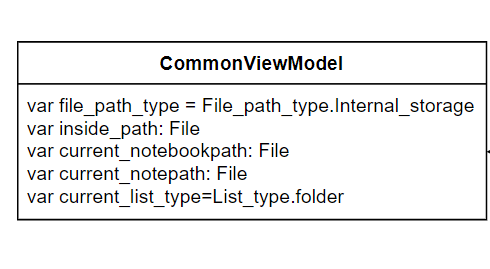 CommonViewModel
var file_path_type = File_path_type.Internal_storage
var inside_path: File
var current_notebookpath: File
var current_notepath: File
var current_list_type=List_type.folder